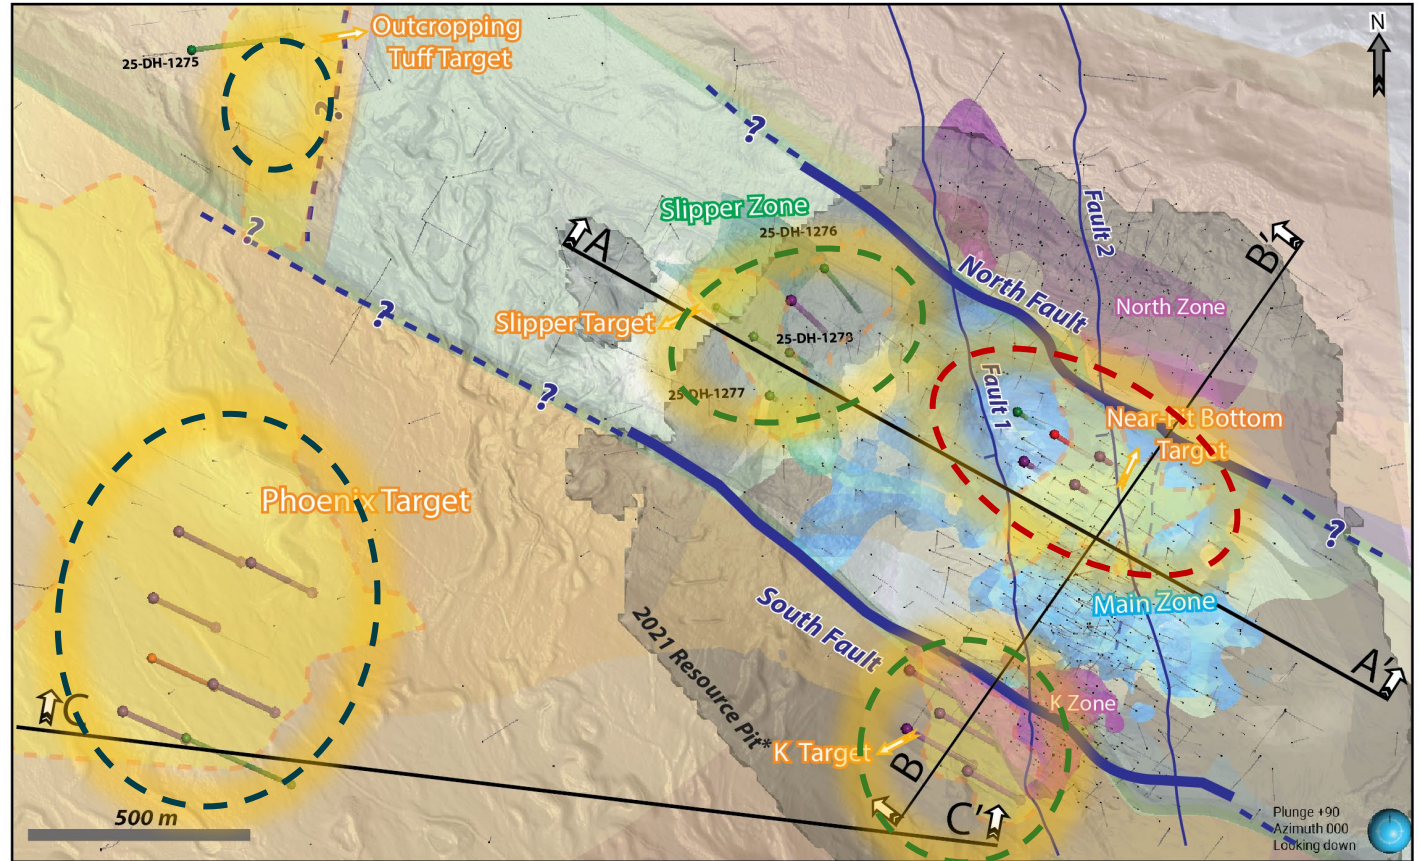 Outcropping
Tuff Target
25-DH-1275
N
?
?
?
Slipper Zone
25-DH-1276
A
Fault 2
B'
North Fault
North Zone
Slipper Target
25-DH-1278
?
Fault 1
25-DH-1277
?
Near-Pit Bottom
Target
Phoenix Target
?
Main Zone
South Fault
2021 Resource Pit*
A'
K Zone
C
K Target
B
C'
500 m
Plunge +90
Azimuth 000
Looking down